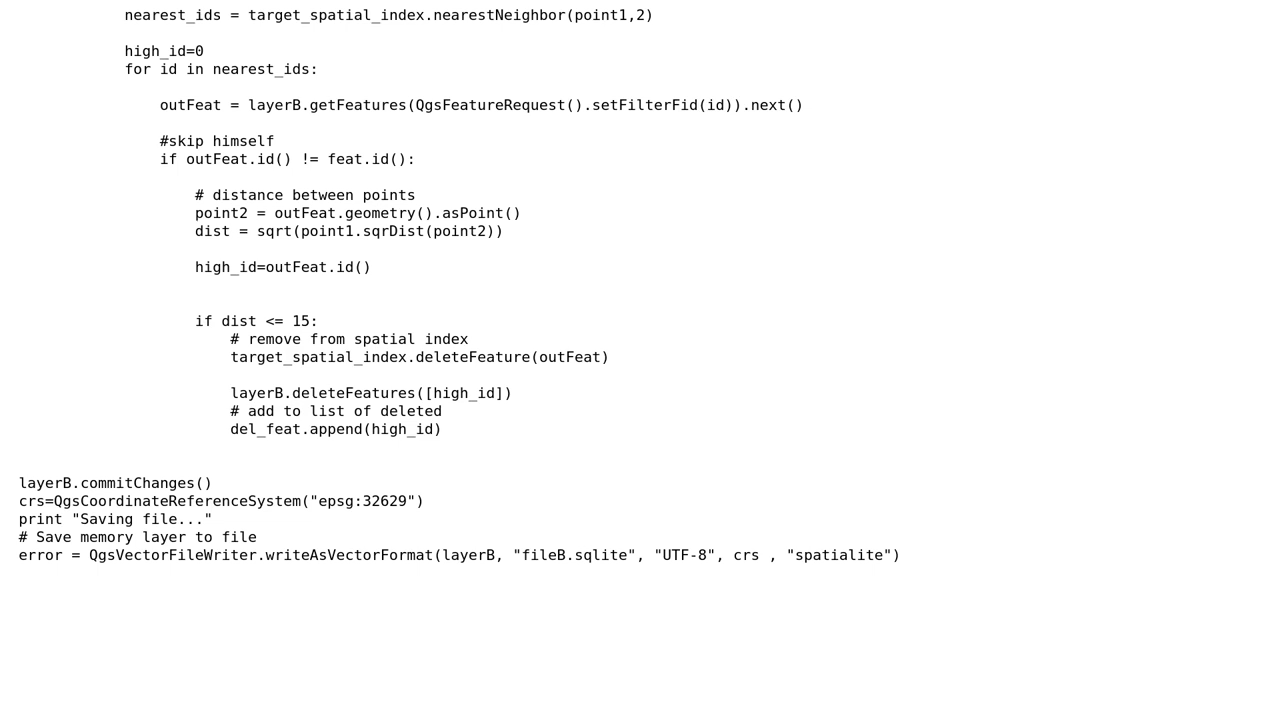 nearest_ids = target_spatial_index.nearestNeighbor(point1,2)
high_id=0
for id in nearest_ids:
outFeat = layerB.getFeatures(QgsFeatureRequest().setFilterFid(id)).next()
#skip himself
if outFeat.id() != feat.id():
# distance between points
point2 = outFeat.geometry().asPoint()
dist = sqrt(point1.sqrDist(point2))
high_id=outFeat.id()
if dist <= 15:
# remove from spatial index
target_spatial_index.deleteFeature(outFeat)
layerB.deleteFeatures([high_id])
# add to list of deleted
del_feat.append(high_id)
layerB.commitChanges()
crs=QgsCoordinateReferenceSystem("epsg:32629")
print "Saving file..."
# Save memory layer to file
error = QgsVectorFileWriter.writeAsVectorFormat(layerB, "fileB.sqlite", "UTF-8", crs , "spatialite")